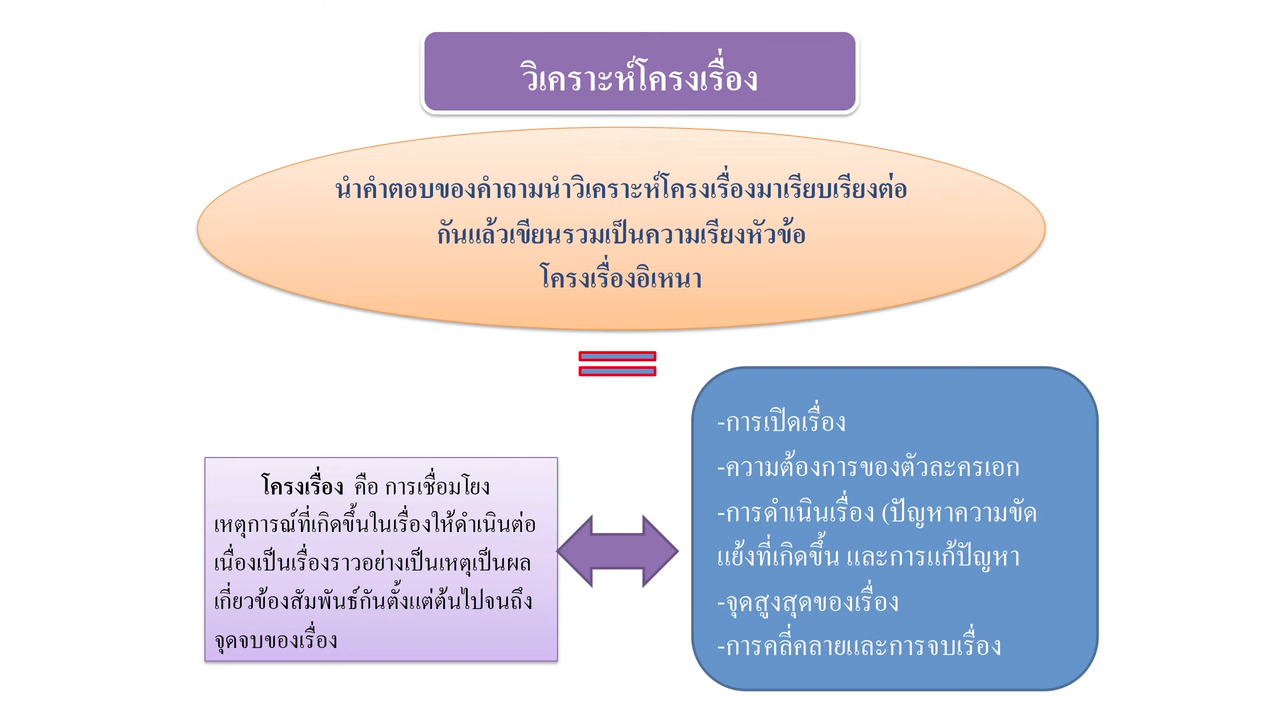 วิเคราะห์โครงเรื่อง
นำคำตอบของคำถามนำวิเคราะห์โครงเรื่องมาเรียบเรียงต่อ
กันแล้วเขียนรวมเป็นความเรียงหัวข้อ
โครงเรื่องอิเหนา
โครงเรื่อง คือ การเชื่อมโยง
เหตุการณ์ที่เกิดขึ้นในเรื่องให้ดำเนินต่อ
เนื่องเป็นเรื่องราวอย่างเป็นเหตุเป็นผล
เกี่ยวข้องสัมพันธ์กันตั้งแต่ต้นไปจนถึง
จุดจบของเรื่อง
-การเปิดเรื่อง
-ความต้องการของตัวละครเอก
-การดำเนินเรื่อง (ปัญหาความขัด
แย้งที่เกิดขึ้น และการแก้ปัญหา
-จุดสูงสุดของเรื่อง
-การคลี่คลายและการจบเรื่อง